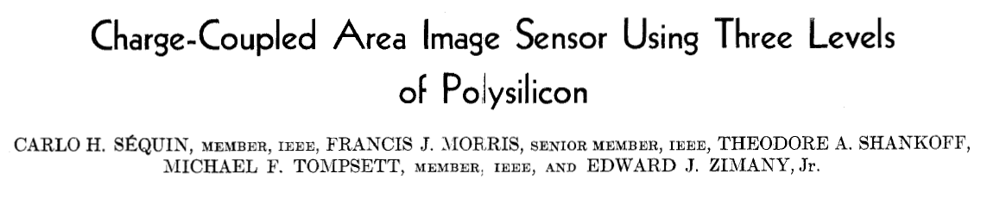 Charge-Coupled Area Image Sensor Using Three Levels
of Polysilicon
CARLO H. SÉQUIN, MEMBER, IEEE, FRANCIS J. MORRIS, SENIOR MEMBER, IEEE, THEODORE A. SHANKOFF,
MICHAEL F. TOMPSETT, MEMBER, IEEE, AND EDWARD J. ZIMANY, Jr.